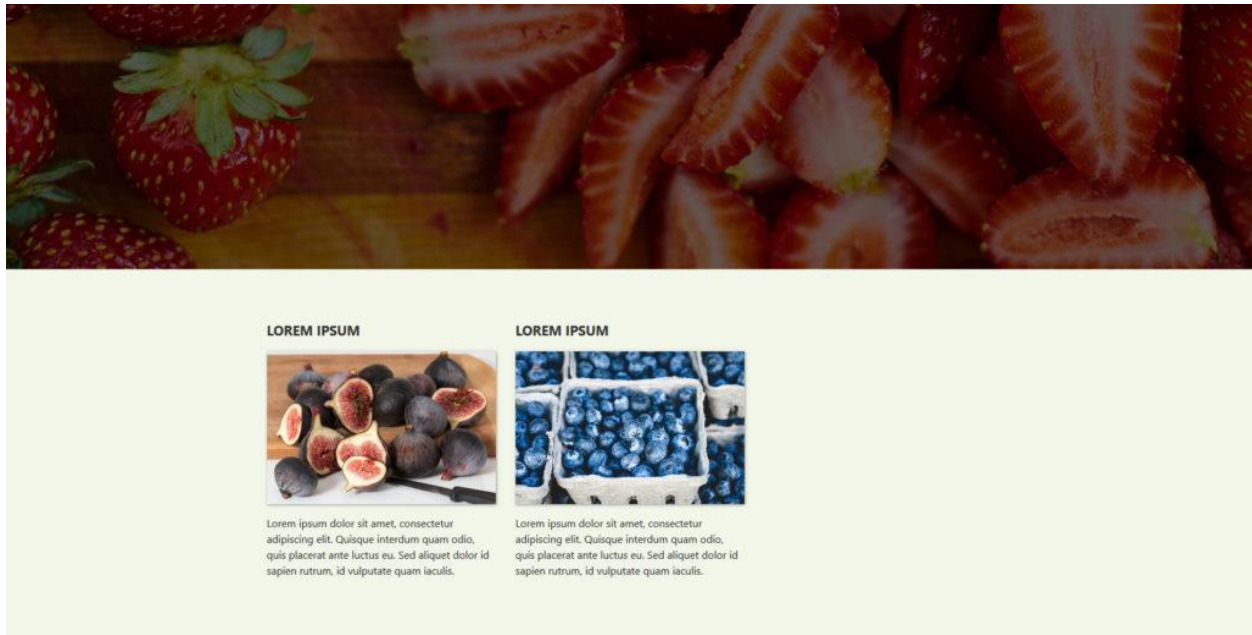 LOREM IPSUM
Lorem ipsum dolor sit amet, consectetur
adipiscing elit. Quisque interdum quam odio,
quis placerat ante luctus eu. Sed aliquet dolor id
sapien rutrum, id vulputate quam iaculis.
LOREM IPSUM
Lorem ipsum dolor sit amet, consectetur
adipiscing elit. Quisque interdum quam odio,
quis placerat ante luctus eu. Sed aliquet dolor id
sapien rutrum, id vulputate quam iaculis.